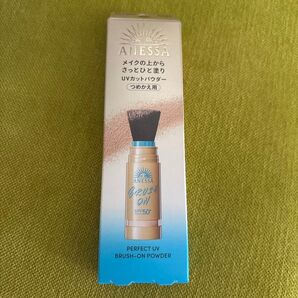 ANESSA
メイクの上から
さっとひと塗り
UVカットパウダー
つめかえ用
ANESSA
BRUSH
ON
SPF50+
PERFECT UV
BRUSH-ON POWDER